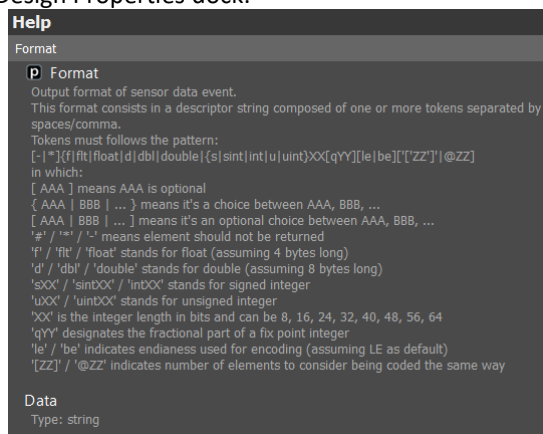 Design Properties dock.
Help
Format
p Format
Output format of sensor data event.
This format consists in a descriptor string composed of one or more tokens separated by
spaces/comma.
Tokens must follows the pattern:
[-|*]{f|flt|float|d|dbl|double|{s|sint|int|u|uint}XX[qYY][le|be]['['ZZ']'|@ZZ]
in which:
[ AAA ] means AAA is optional
{ AAA | BBB | ... } means it's a choice between AAA, BBB, ...
[ AAA | BBB | ... ] means it's an optional choice between AAA, BBB, ...
'#' / '*' / '-' means element should not be returned
'f' / 'flt' / 'float' stands for float (assuming 4 bytes long)
'd' / 'dbl' / 'double' stands for double (assuming 8 bytes long)
'sXX' / 'sintXX' / 'intXX' stands for signed integer
'uXX' / 'uintXX' stands for unsigned integer
'XX' is the integer length in bits and can be 8, 16, 24, 32, 40, 48, 56, 64
'qYY' designates the fractional part of a fix point integer
'le' / 'be' indicates endianess used for encoding (assuming LE as default)
'[ZZ]' / '@ZZ' indicates number of elements to consider being coded the same way
Data
Type: string